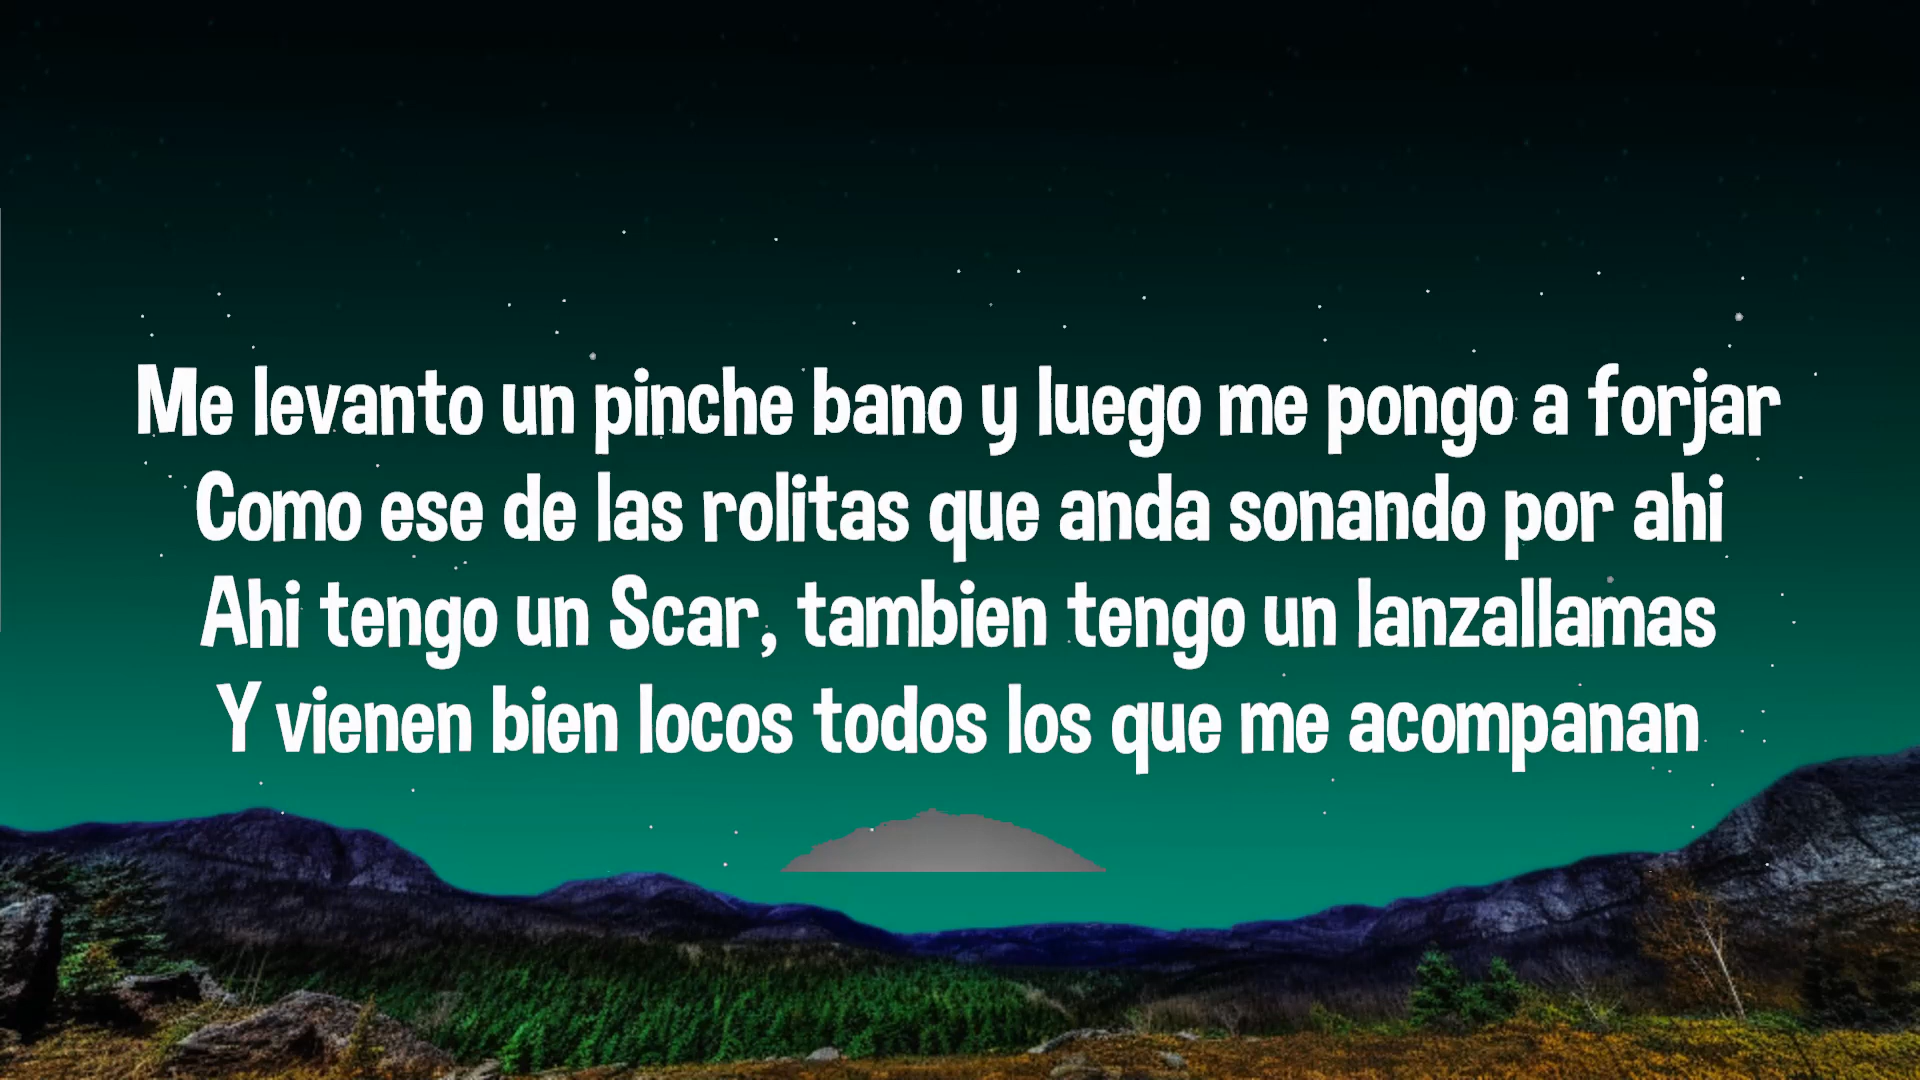 Me levanto un pinche bano y luego me pongo a forjar
Como ese de las rolitas que anda sonando por ahi
Ahi tengo un Scar, tambien tengo un lanzallamas
Y vienen bien locos todos los que me acompanan